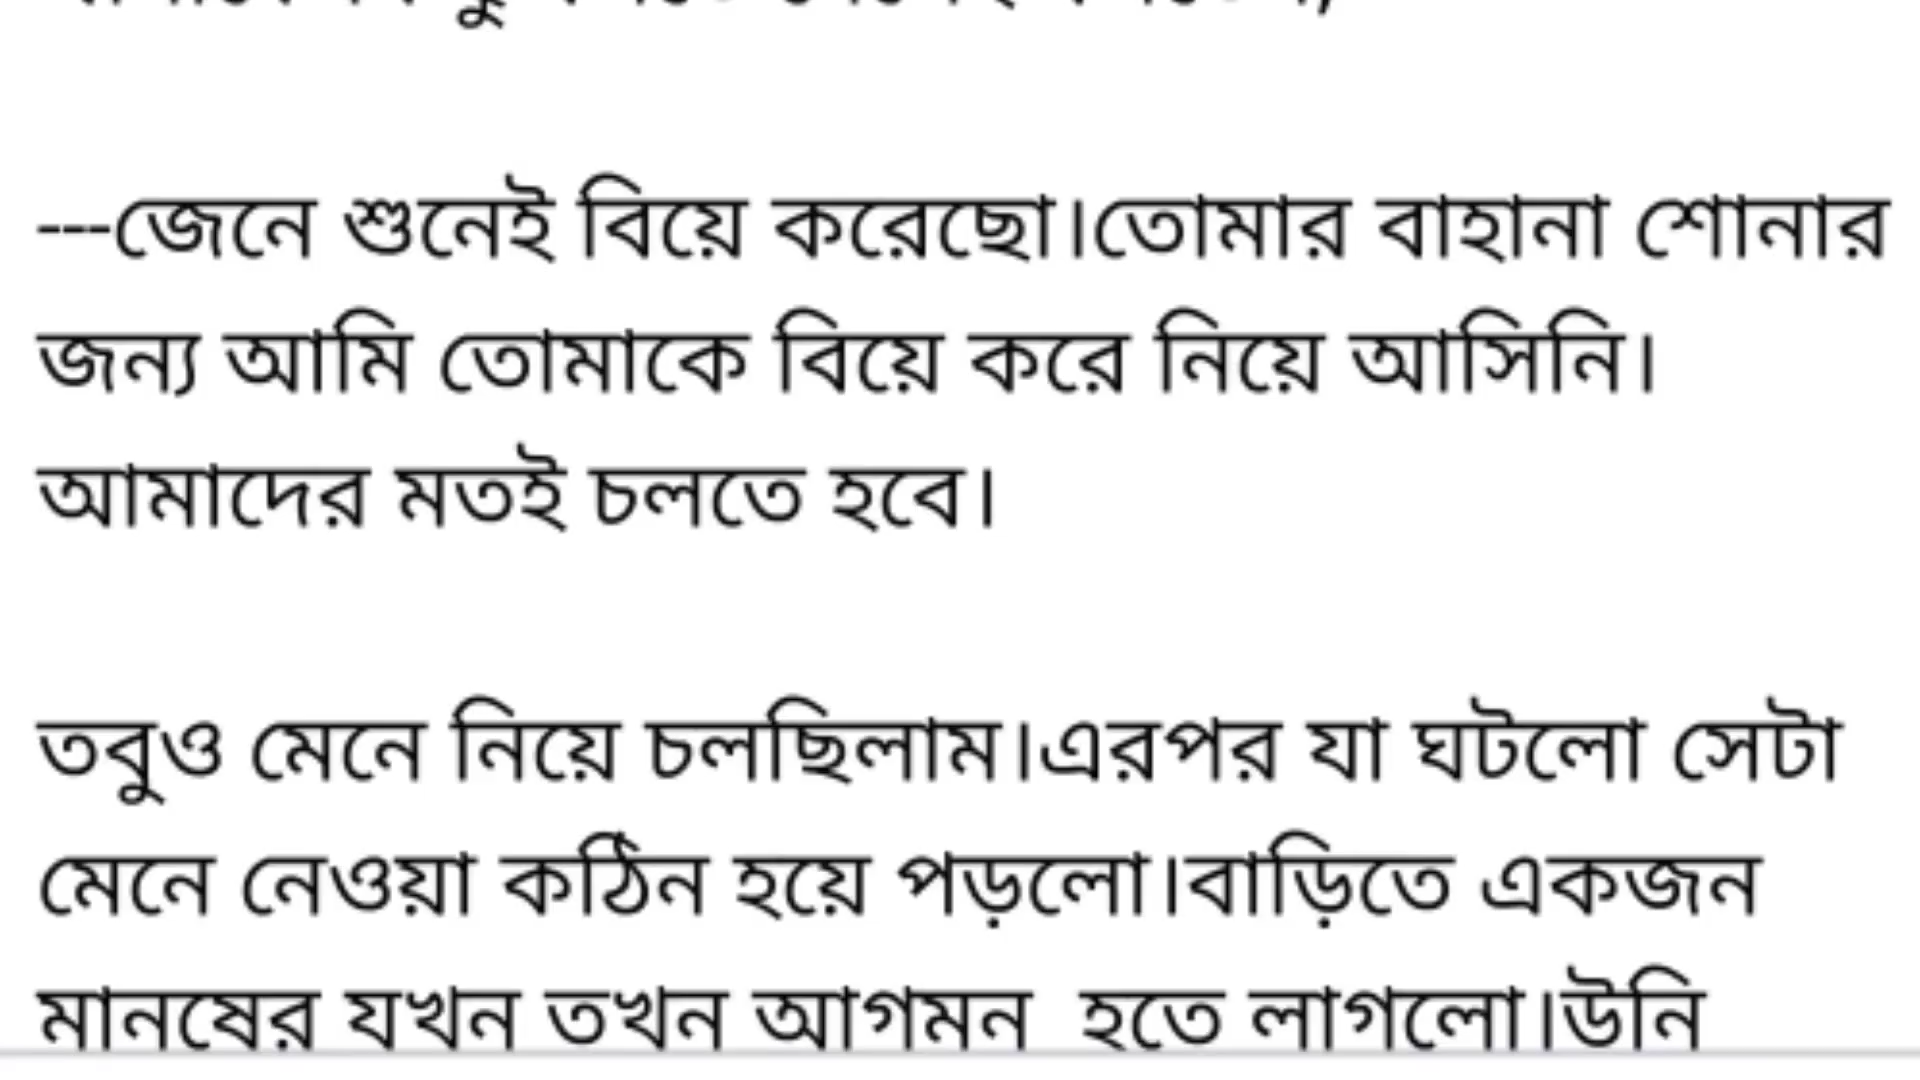 ---জেনে শুনেই বিয়ে করেছো।তোমার বাহানা শোনার
জন্য আমি তোমাকে বিয়ে করে নিয়ে আসিনি।
আমাদের মতই চলতে হবে।
তবুও মেনে নিয়ে চলছিলাম।এরপর যা ঘটলো সেটা
মেনে নেওয়া কঠিন হয়ে পড়লো।বাড়িতে একজন
মানষের যখন তখন আগমন  হতে লাগলো।উনি